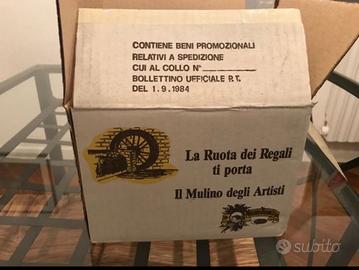 CONTIENE BENI PROMOZIONALI
RELATIVI A SPEDIZIONE
CUI AL COLLO N°________
BOLLETTINO UFFICIALE P.T.
DEL 1.9.1984
La Ruota dei Regali
ti porta
Il Mulino degli Artisti
subito